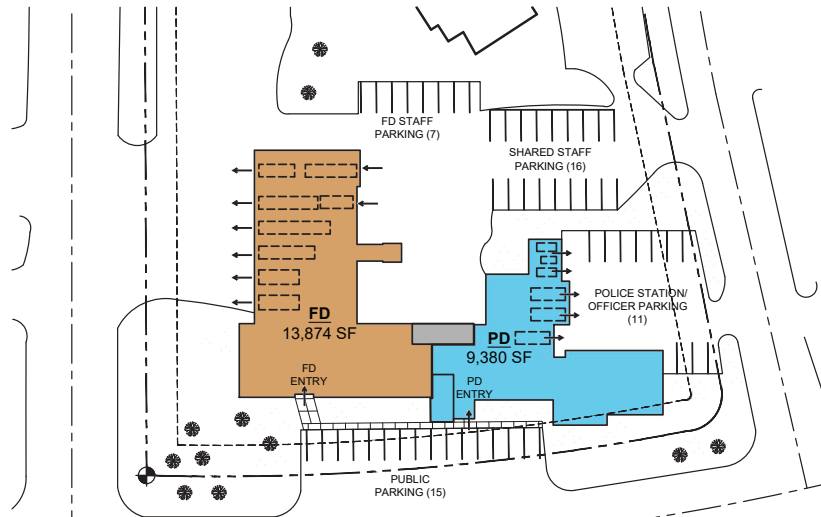 FD STAFF
PARKING (7)
SHARED STAFF
PARKING (16)
POLICE STATION/
OFFICER PARKING
(11)
FD
13,874 SF
PD
9,380 SF
FD
ENTRY
PD
ENTRY
PUBLIC
PARKING (15)